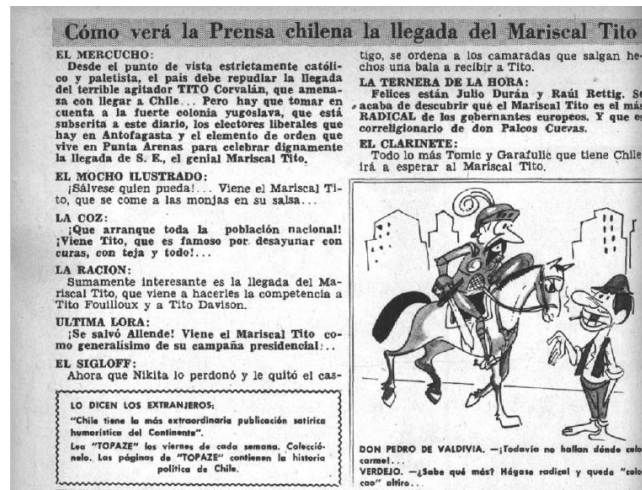 Cómo verá la Prensa chilena la llegada del Mariscal Tito
EL MERCUCHO:
Desde el punto de vista estrictamente católi-
co y paletista, el país debe repudiar la llegada
del terrible agitador TITO Corvalán, que amena-
za con llegar a Chile... Pero hay que tomar en
cuenta a la fuerte colonia yugoslava, que está
subscrita a este diario, los electores liberales que
hay en Antofagasta y el elemento de orden que
vive en Punta Arenas para celebrar dignamente
la llegada de S. E., el genial Mariscal Tito.
EL MOCHO ILUSTRADO:
¡Sálvese quien pueda!... Viene el Mariscal Ti-
to, que se come a las monjas en su salsa...
LA COZ:
¡Que arranque toda la población nacional!
¡Viene Tito, que es famoso por desayunar con
curas, con teja y todo!...
LA RACION:
Sumamente interesante es la llegada del Ma-
riscal Tito, que viene a hacerles la competencia a
Tito Fouilloux y a Tito Davison.
ULTIMA LORA:
¡Se salvó Allende! Viene el Mariscal Tito co-
mo generalísimo de su campaña presidencial...
EL SIGLOFF:
Ahora que Nikita lo perdonó y le quitó el cas-
LO DICEN LOS EXTRANJEROS:
"Chile tiene la más extraordinaria publicación satírica
humorística del Continente".
Lea "TOPAZE" los viernes de cada semana. Colecció-
nelo. Las páginas de "TOPAZE" contienen la historia
política de Chile.
tigo, se ordena a los camaradas que salgan he-
chos una bala a recibir a Tito.
LA TERNERA DE LA HORA:
Felices están Julio Durán y Raúl Rettig. Se
acaba de descubrir que el Mariscal Tito es el más
RADICAL de los gobernantes europeos. Y que es
correligionario de don Palcos Cuevas.
EL CLARINETE:
Todo lo más Tomic y Garafulic que tiene Chile
irá a esperar al Mariscal Tito.
DON PEDRO DE VALDIVIA. —¡Todavía no hallan dónde colo
carme!...
VERDEJO. —¿Sabe qué más? Hágase radical y queda "colo
cao" altiro...